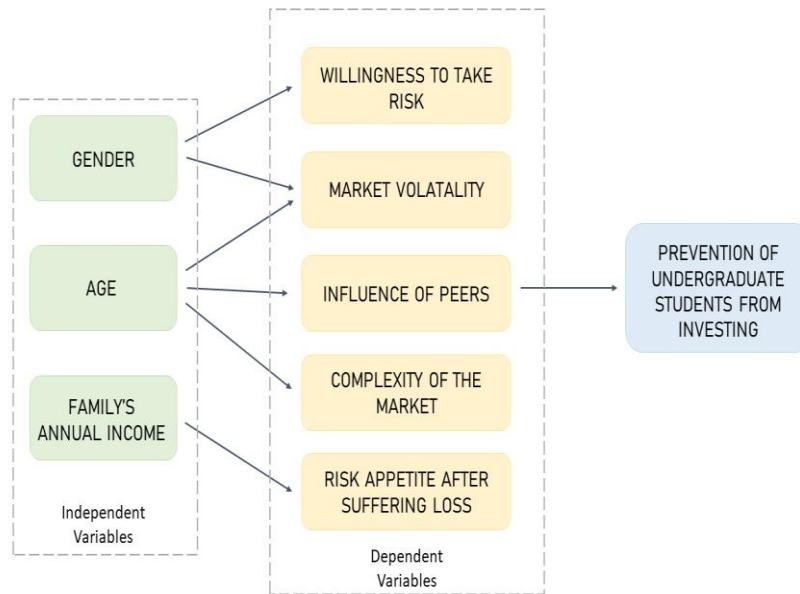 GENDER
AGE
FAMILY'S
ANNUAL INCOME
Independent
Variables
WILLINGNESS TO TAKE
RISK
MARKET VOLATALITY
INFLUENCE OF PEERS
COMPLEXITY OF THE
MARKET
RISK APPETITE AFTER
SUFFERING LOSS
Dependent
Variables
PREVENTION OF
UNDERGRADUATE
STUDENTS FROM
INVESTING